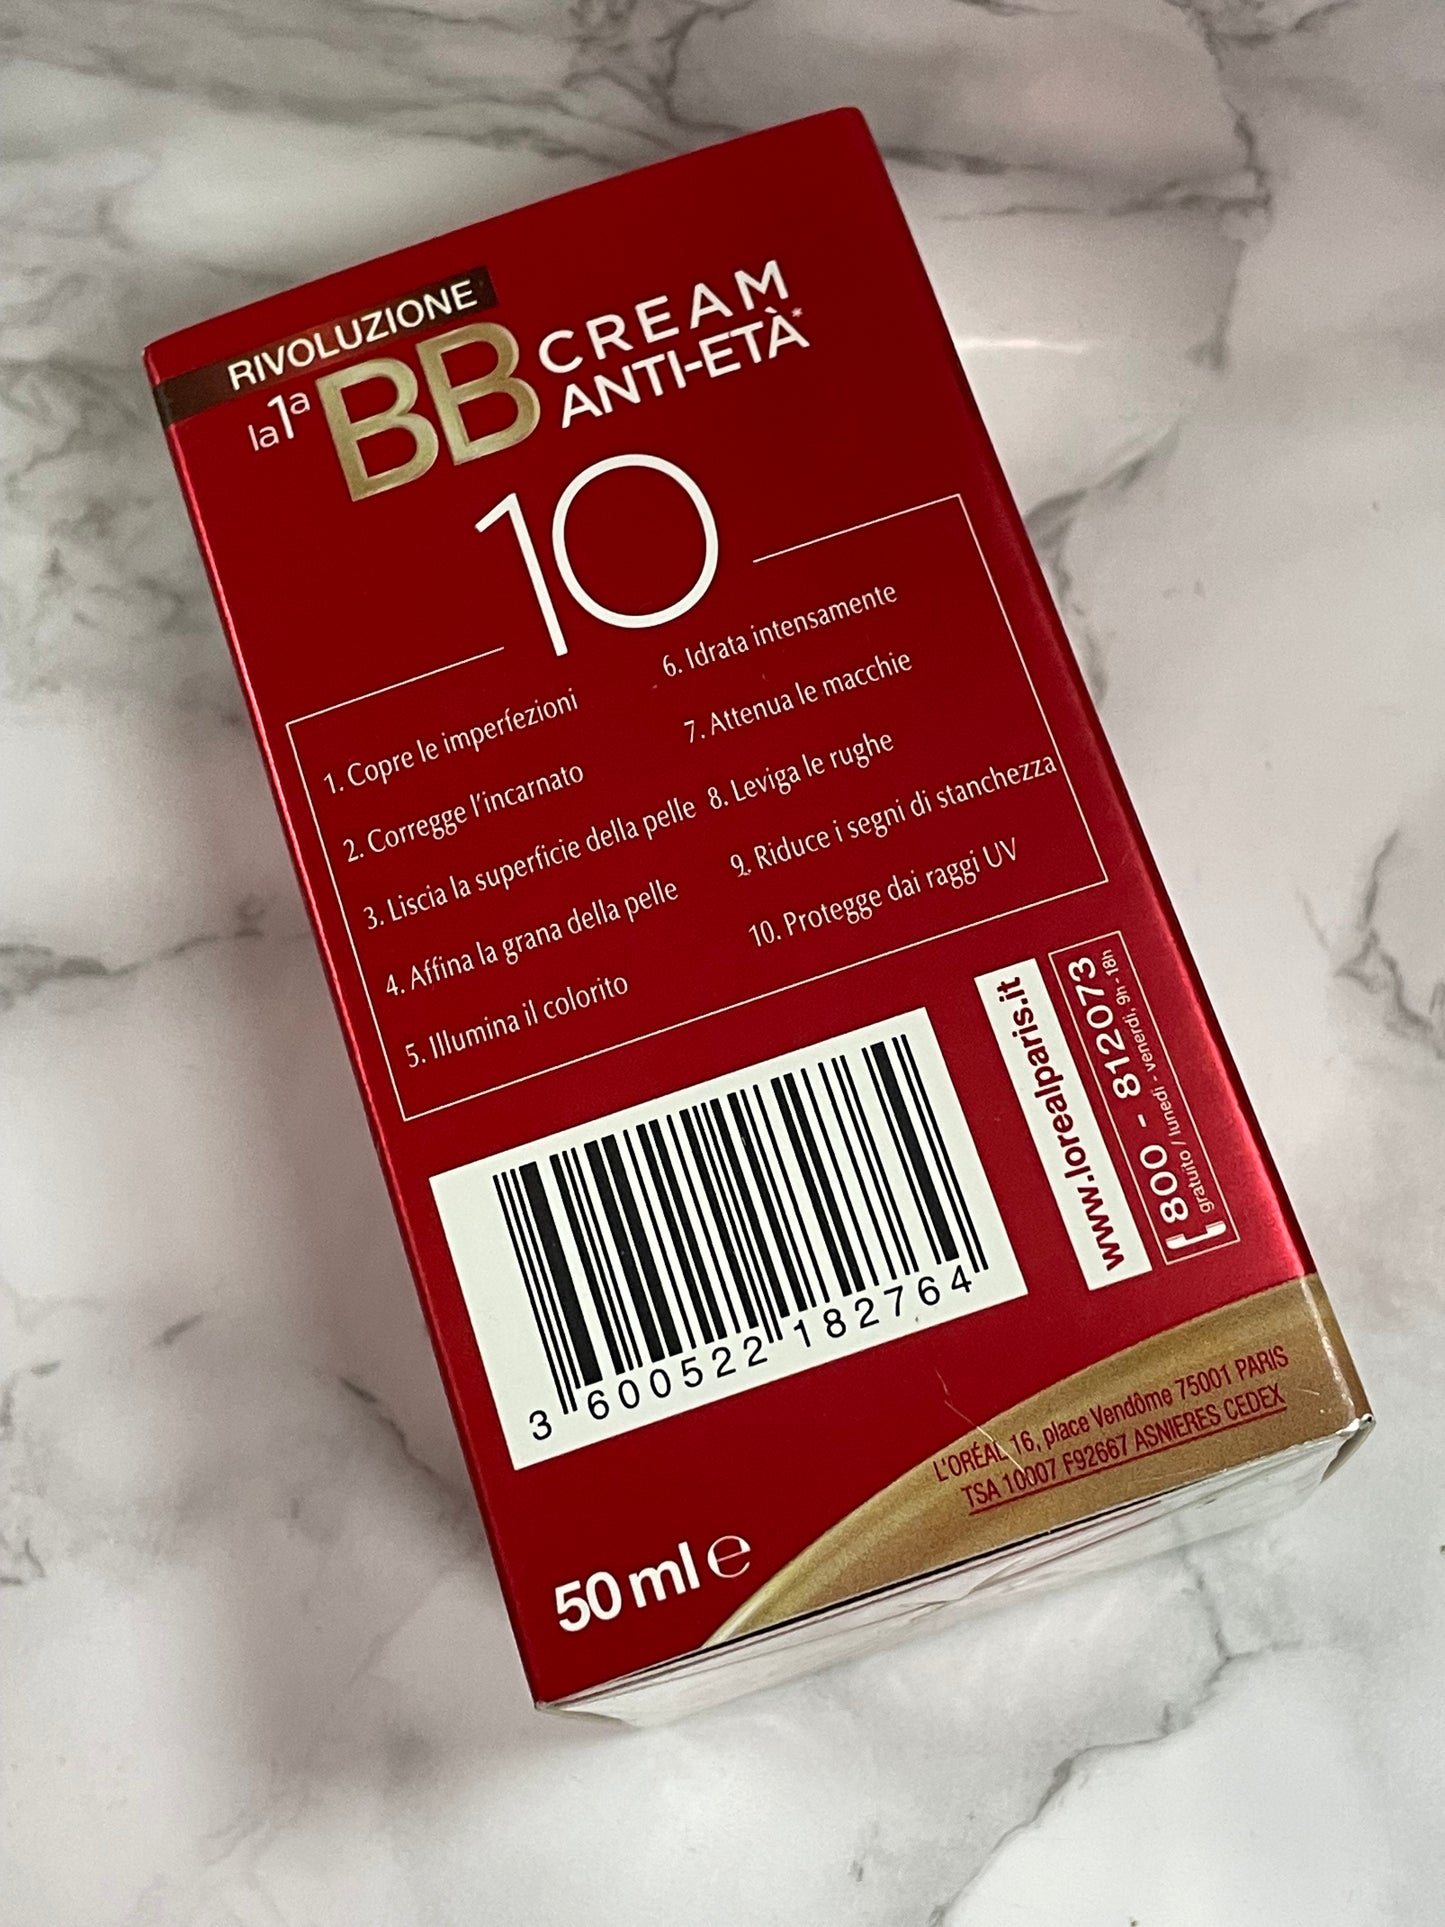 RIVOLUZIONE
la 1a BB CREAM
ANTI-ETÀ*
10
1. Copre le imperfezioni
2. Corregge l'incarnato
3. Liscia la superficie della pelle
4. Affina la grana della pelle
5. Illumina il colorito
6. Idrata intensamente
7. Attenua le macchie
8. Leviga le rughe
9. Riduce i segni di stanchezza
10. Protegge dai raggi UV
www.lorealparis.it
800 - 812073
gratuito / lunedì - venerdì, 9h - 18h
3 600522 182764
L'ORÉAL 16, place Vendôme 75001 PARIS
TSA 10007 F92667 ASNIERES CEDEX
50 ml ℮